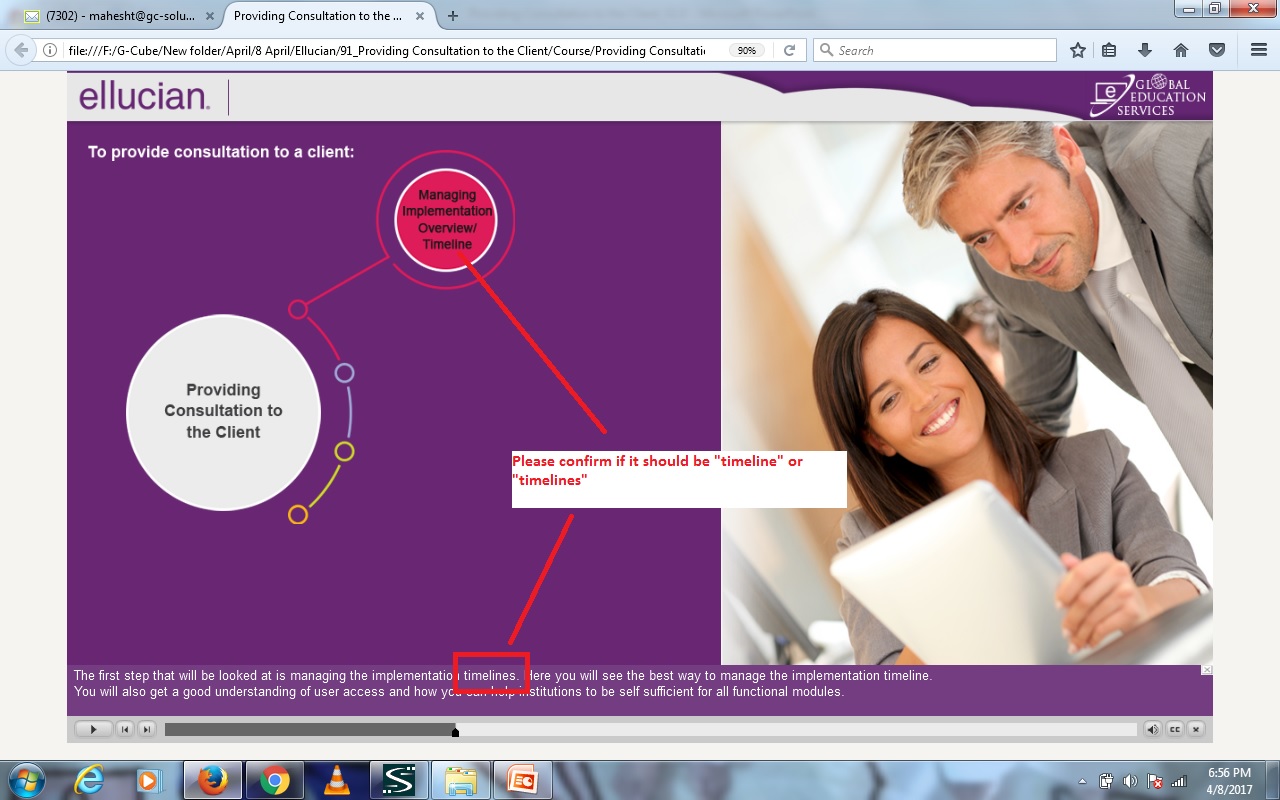 (7302) - mahesht@gc-solu...
Providing Consultation to the ...
file:///F:/G-Cube/New folder/April/8 April/Ellucian/91_Providing Consultation to the Client/Course/Providing Consultatio
90%
Search
ellucian.
GLOBAL
EDUCATION
SERVICES
To provide consultation to a client:
Managing
Implementation
Overview/
Timeline
Providing
Consultation to
the Client
Please confirm if it should be "timeline" or
"timelines"
The first step that will be looked at is managing the implementation timelines. Here you will see the best way to manage the implementation timeline.
You will also get a good understanding of user access and how you can help institutions to be self sufficient for all functional modules.
CC
6:56 PM
4/8/2017